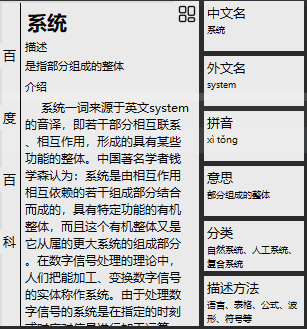 百
度
百
科
系统
描述
是指部分组成的整体
介绍
系统一词来源于英文system
的音译，即若干部分相互联系
、相互作用，形成的具有某些
功能的整体。中国著名学者钱
学森认为：系统是由相互作用
相互依赖的若干组成部分结合
而成的，具有特定功能的有机
整体，而且这个有机整体又是
它从属的更大系统的组成部分
。在数字信号处理的理论中，
人们把能加工、变换数字信号
的实体称作系统。由于处理数
字信号的系统是在指定的时刻
中文名
系统
外文名
system
拼音
xì tǒng
意思
部分组成的整体
分类
自然系统、人工系统、
复合系统
描述方法
语言、表格、公式、波
形、符号等